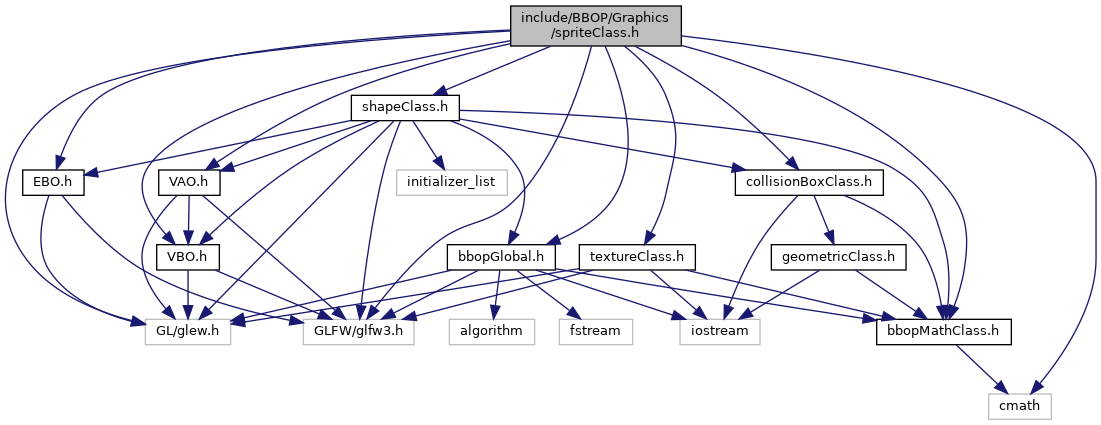 include/BBOP/Graphics
/spriteClass.h
shapeClass.h
EBO.h
VAO.h
initializer_list
collisionBoxClass.h
VBO.h
bbopGlobal.h
textureClass.h
geometricClass.h
GL/glew.h
GLFW/glfw3.h
algorithm
fstream
iostream
bbopMathClass.h
cmath